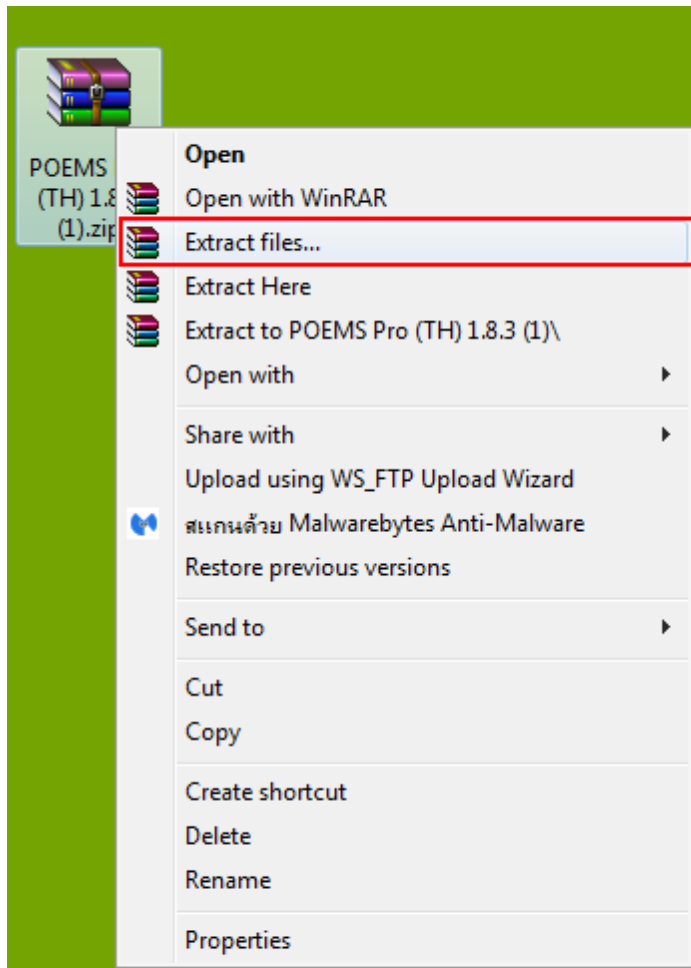 POEMS
(TH) 1.8
(1).zip
Open
Open with WinRAR
Extract files...
Extract Here
Extract to POEMS Pro (TH) 1.8.3 (1)\
Open with
Share with
Upload using WS_FTP Upload Wizard
สแกนด้วย Malwarebytes Anti-Malware
Restore previous versions
Send to
Cut
Copy
Create shortcut
Delete
Rename
Properties